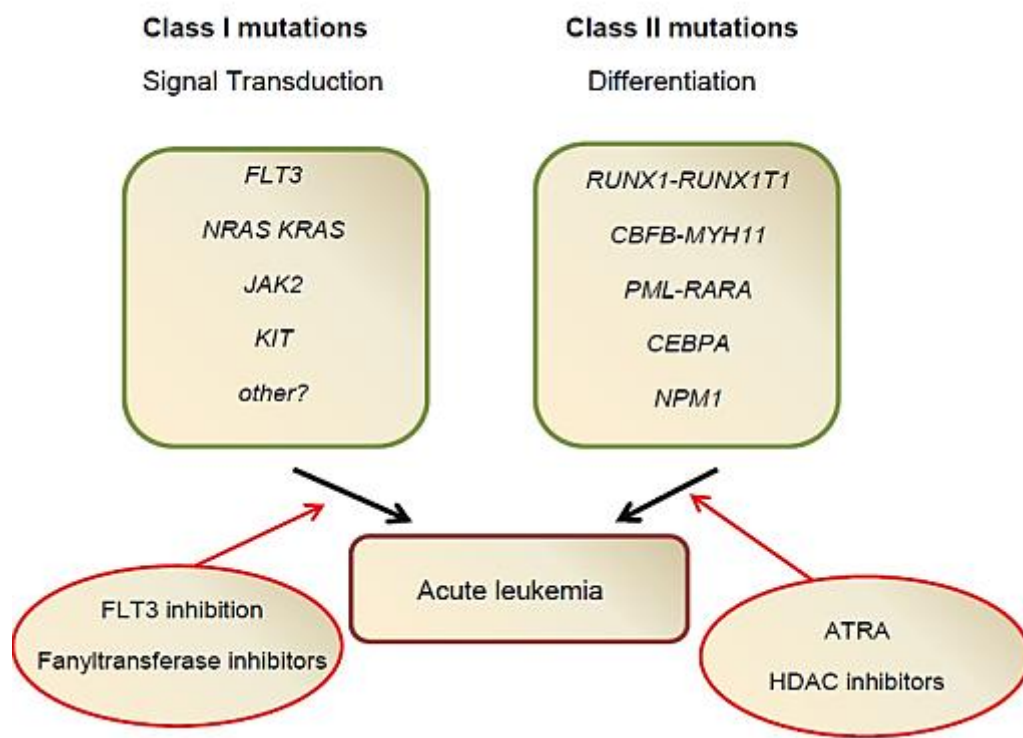 Class I mutations
Signal Transduction
FLT3
NRAS KRAS
JAK2
KIT
other?
Class II mutations
Differentiation
RUNX1-RUNX1T1
CBFB-MYH11
PML-RARA
CEBPA
NPM1
Acute leukemia
FLT3 inhibition
Fanyltransferase inhibitors
ATRA
HDAC inhibitors